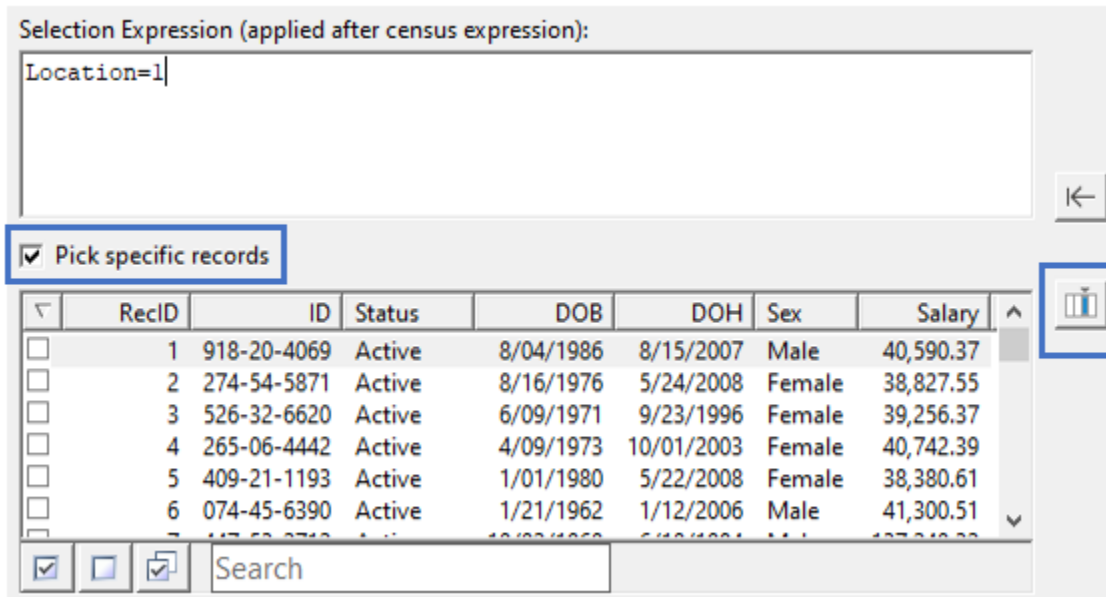 Selection Expression (applied after census expression):
Location=1
Pick specific records
RecID ID Status DOB DOH Sex Salary
1 918-20-4069 Active 8/04/1986 8/15/2007 Male 40,590.37
2 274-54-5871 Active 8/16/1976 5/24/2008 Female 38,827.55
3 526-32-6620 Active 6/09/1971 9/23/1996 Female 39,256.37
4 265-06-4442 Active 4/09/1973 10/01/2003 Female 40,742.39
5 409-21-1193 Active 1/01/1980 5/22/2008 Female 38,380.61
6 074-45-6390 Active 1/21/1962 1/12/2006 Male 41,300.51
Search